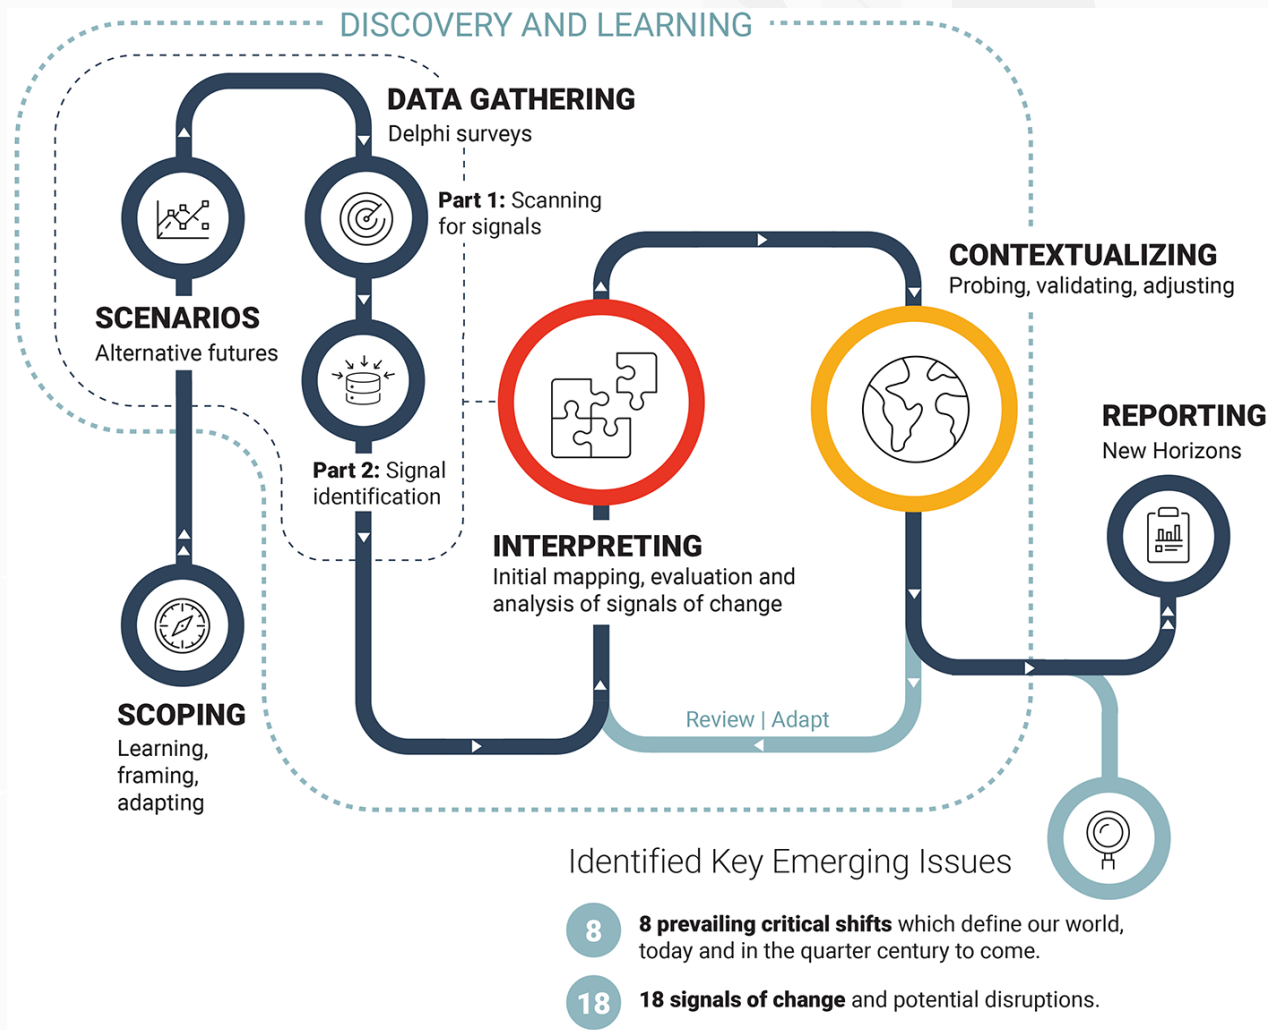 DISCOVERY AND LEARNING
DATA GATHERING
Delphi surveys
Part 1: Scanning
for signals
SCENARIOS
Alternative futures
Part 2: Signal
identification
CONTEXTUALIZING
Probing, validating, adjusting
REPORTING
New Horizons
INTERPRETING
Initial mapping, evaluation and
analysis of signals of change
SCOPING
Learning,
framing,
adapting
Review | Adapt
Identified Key Emerging Issues
8
8 prevailing critical shifts which define our world,
today and in the quarter century to come.
18
18 signals of change and potential disruptions.